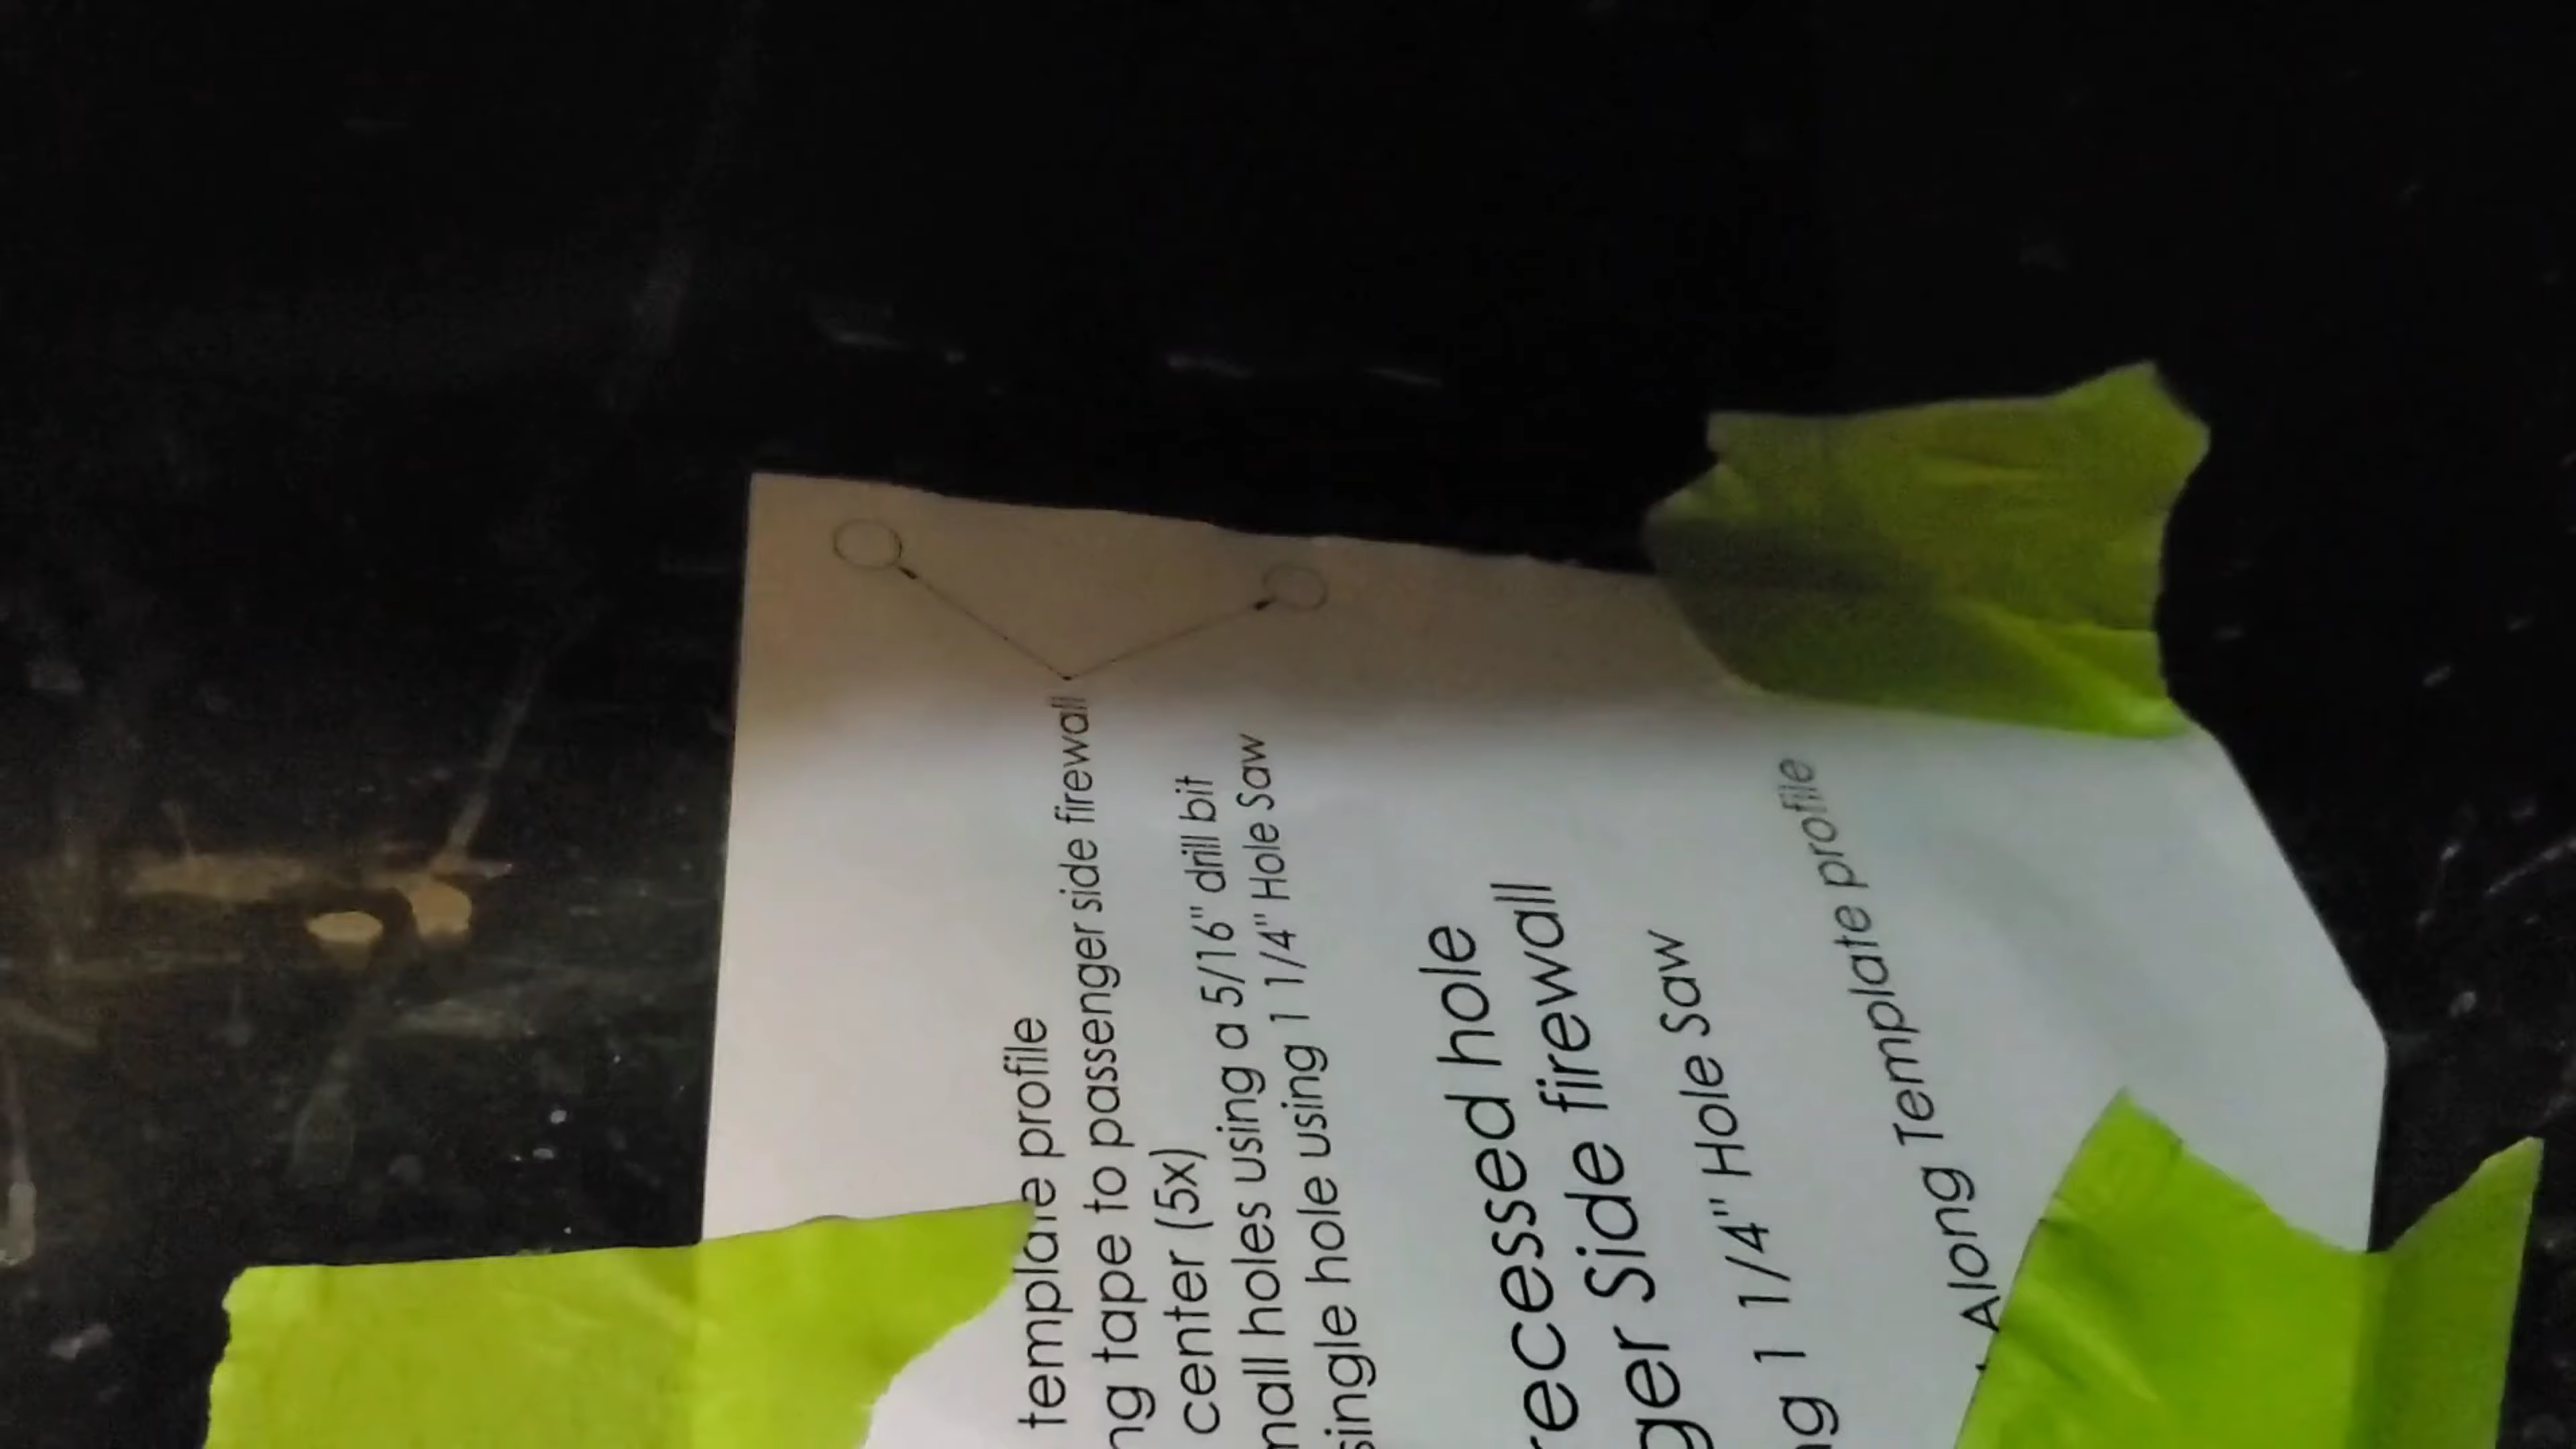 template profile
ng tape to passenger side firewall
center (5x)
mall holes using a 5/16" drill bit
single hole using 1 1/4" Hole Saw
recessed hole
ger Side firewall
ng 1 1/4" Hole Saw
Along Template profile